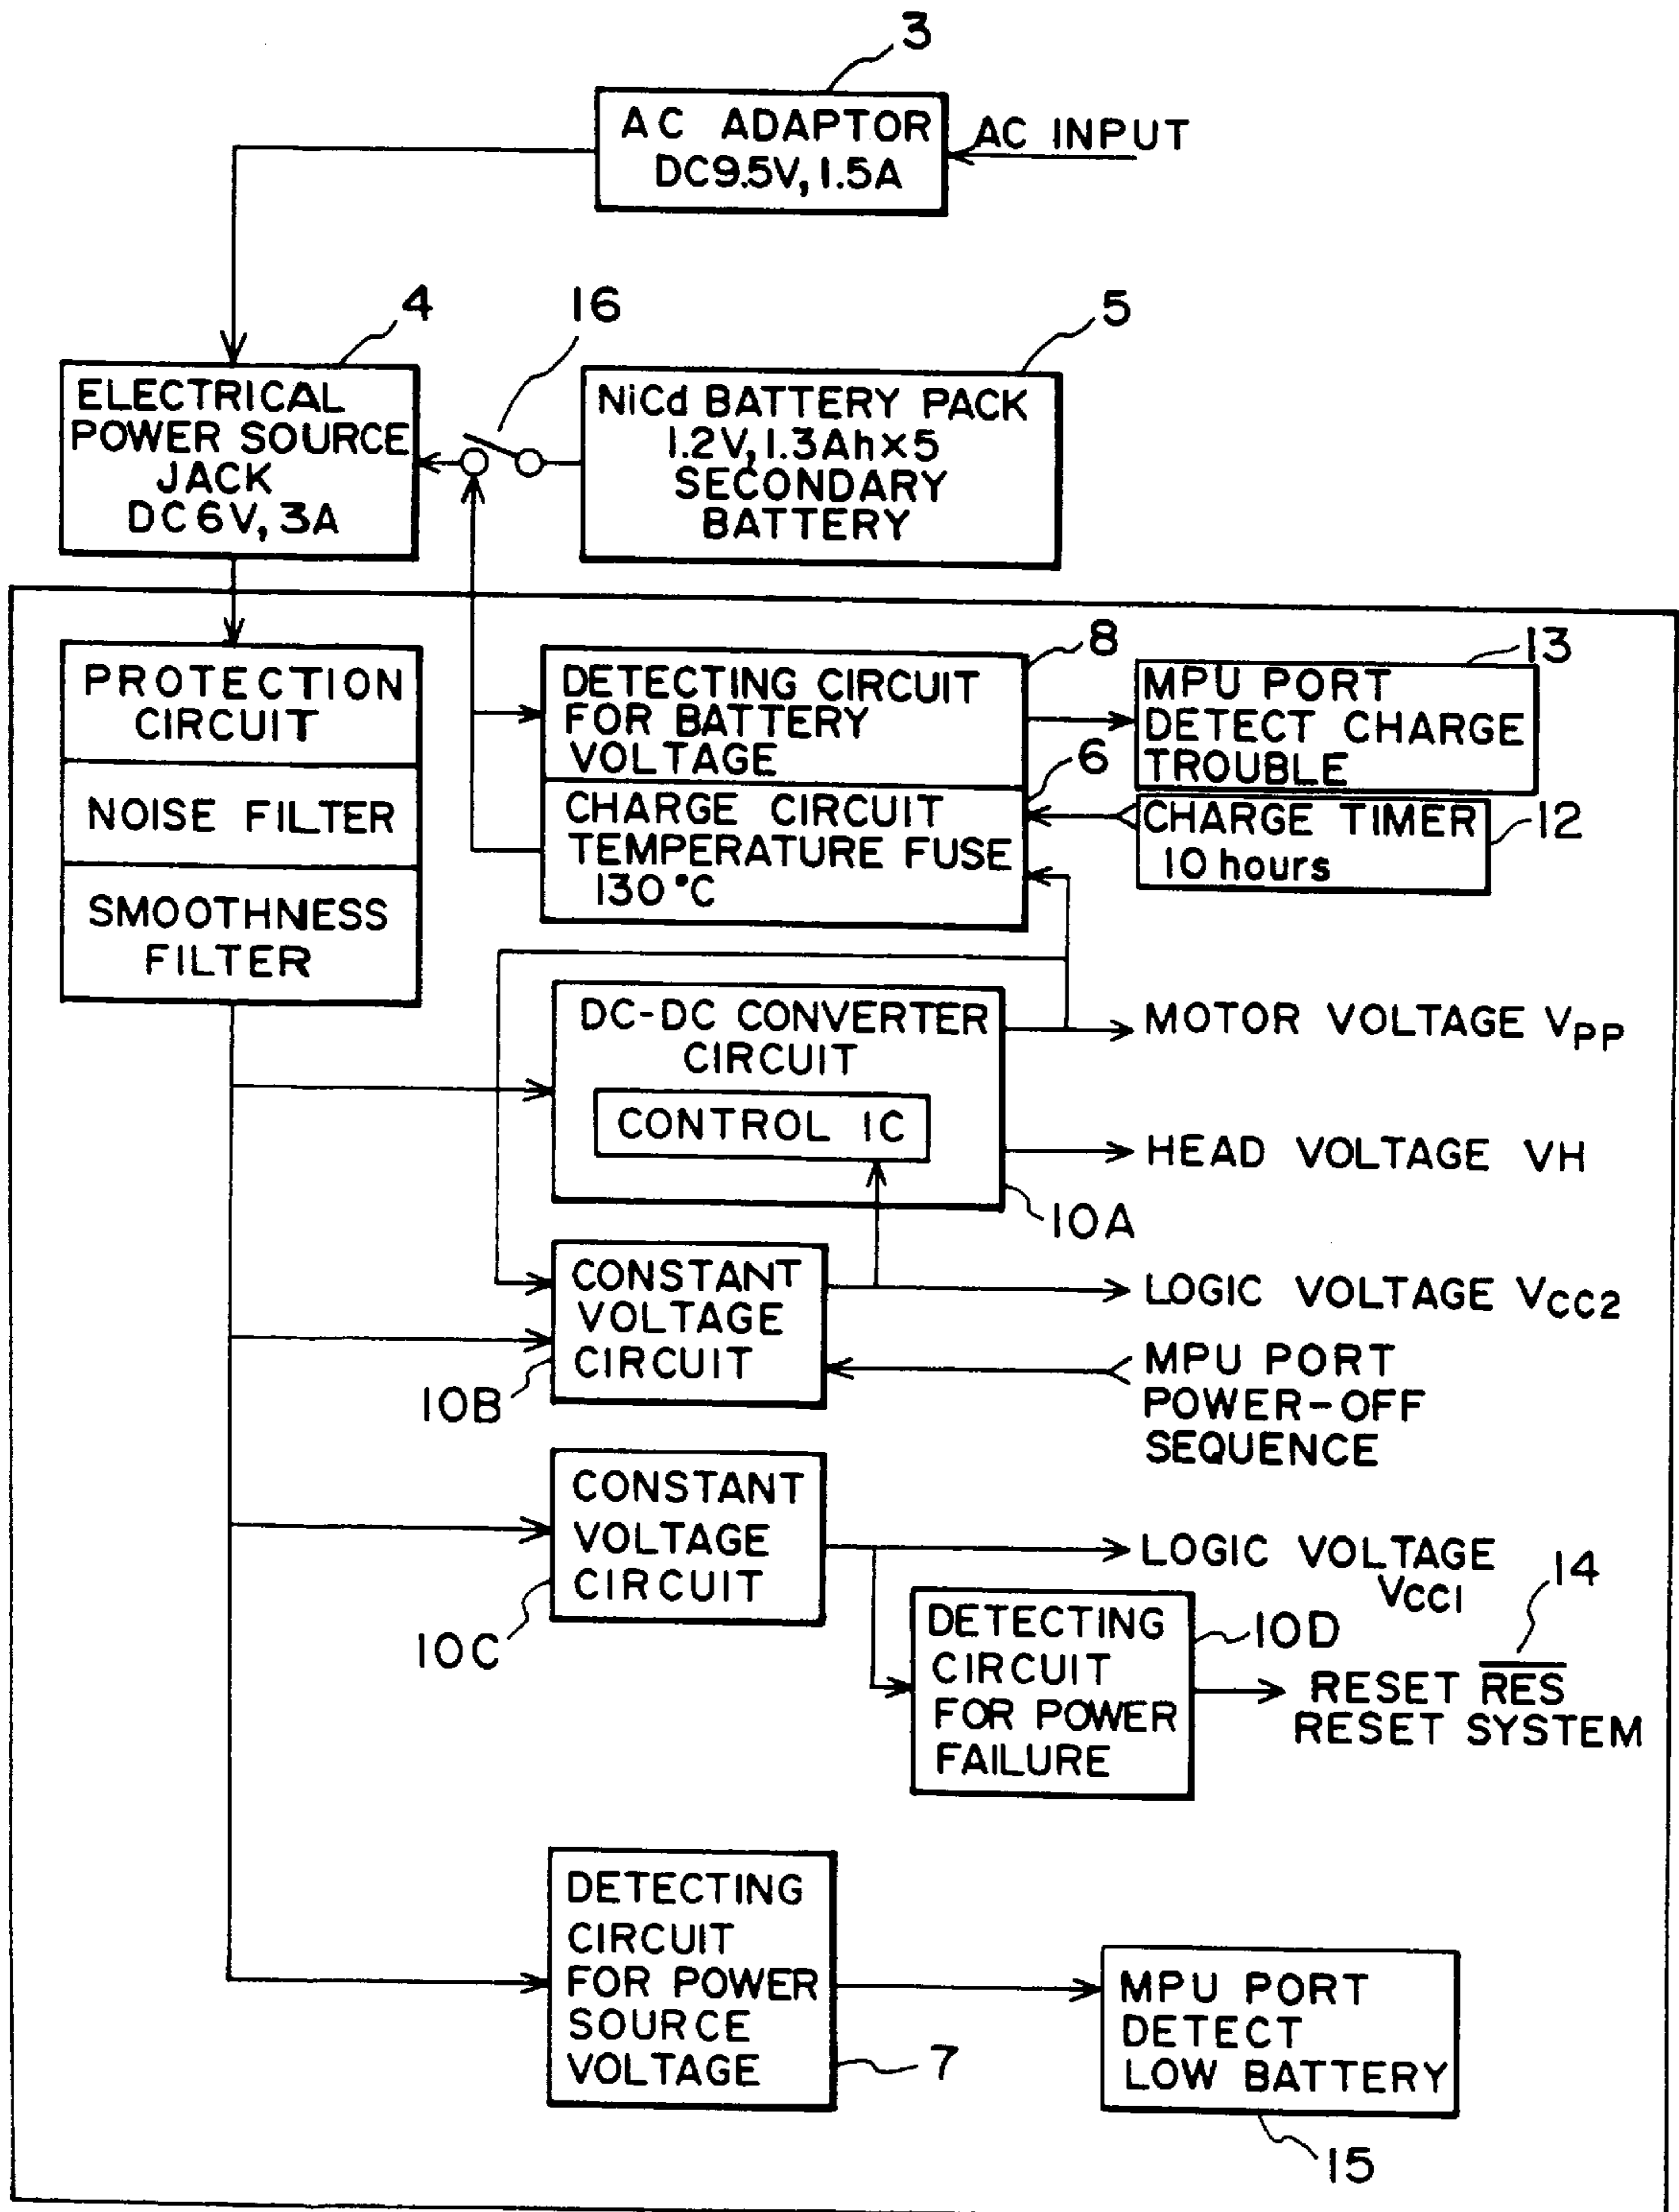 3
AC ADAPTOR
DC9.5V, 1.5A
AC INPUT
4
16
5
ELECTRICAL
POWER SOURCE
JACK
DC6V, 3A
NiCd BATTERY PACK
1.2V, 1.3Ah×5
SECONDARY
BATTERY
PROTECTION
CIRCUIT
NOISE FILTER
SMOOTHNESS
FILTER
8
DETECTING CIRCUIT
FOR BATTERY
VOLTAGE
6
CHARGE CIRCUIT
TEMPERATURE FUSE
130°C
13
MPU PORT
DETECT CHARGE
TROUBLE
CHARGE TIMER
10 hours
12
DC-DC CONVERTER
CIRCUIT
CONTROL IC
10A
MOTOR VOLTAGE VPP
HEAD VOLTAGE VH
CONSTANT
VOLTAGE
CIRCUIT
10B
LOGIC VOLTAGE VCC2
MPU PORT
POWER-OFF
SEQUENCE
CONSTANT
VOLTAGE
CIRCUIT
10C
LOGIC VOLTAGE
VCC1
14
DETECTING
CIRCUIT
FOR POWER
FAILURE
10D
RESET R̅E̅S̅
RESET SYSTEM
DETECTING
CIRCUIT
FOR POWER
SOURCE
VOLTAGE
7
MPU PORT
DETECT
LOW BATTERY
15